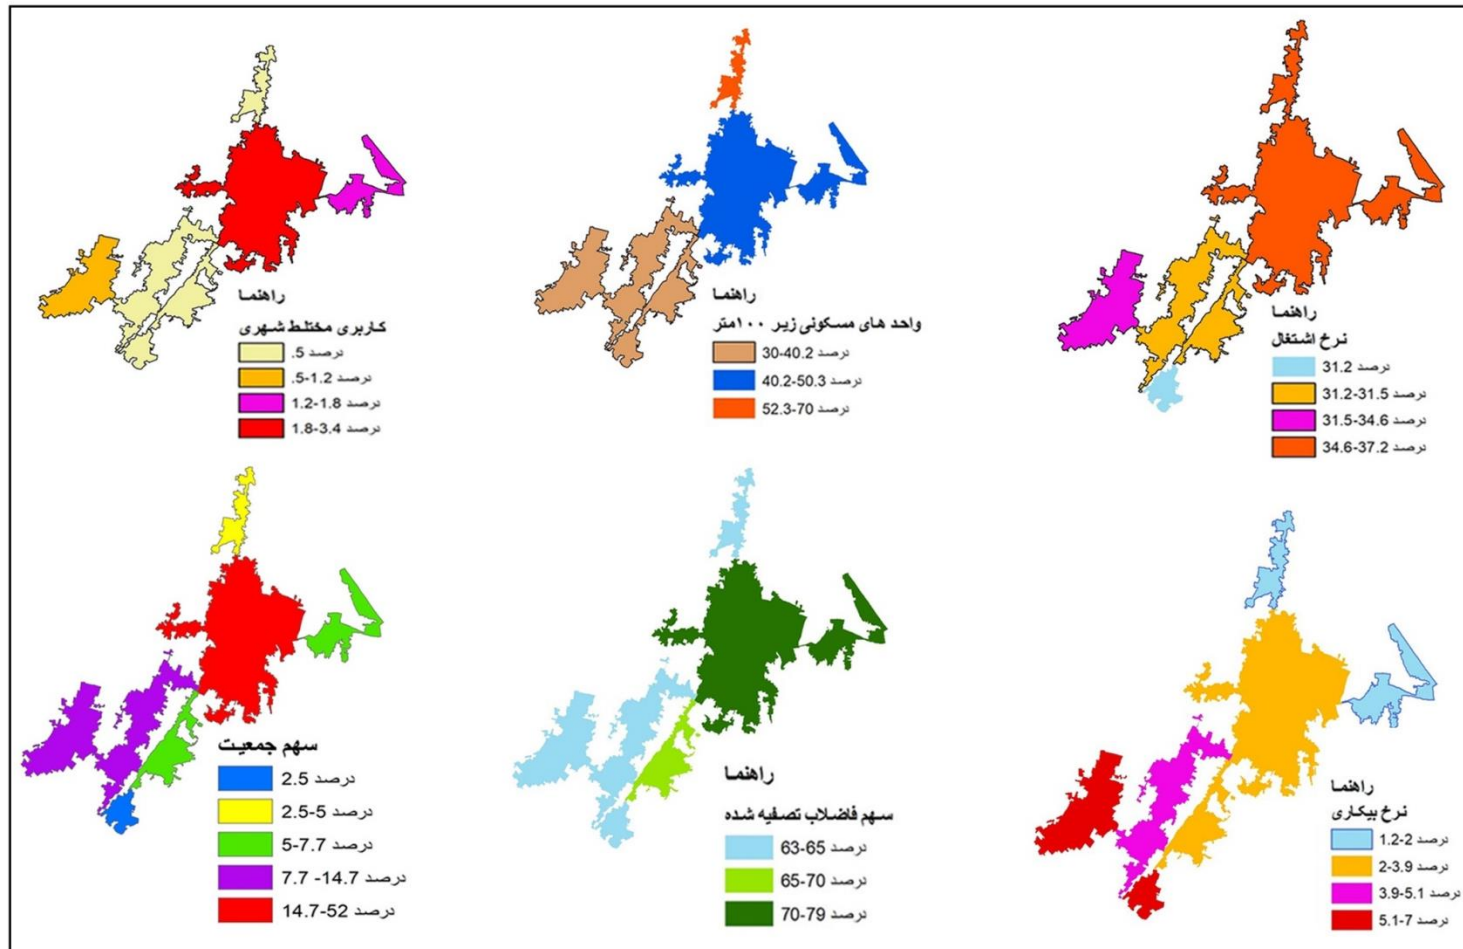 راهنما
کاربری مختلط شهری
درصد .5
درصد .5-1.2
درصد 1.2-1.8
درصد 1.8-3.4
راهنما
واحد های مسکونی زیر ۱۰۰متر
درصد 30-40.2
درصد 40.2-50.3
درصد 52.3-70
راهنما
نرخ اشتغال
درصد 31.2
درصد 31.2-31.5
درصد 31.5-34.6
درصد 34.6-37.2
سهم جمعیت
درصد 2.5
درصد 2.5-5
درصد 5-7.7
درصد 7.7 -14.7
درصد 14.7-52
راهنما
سهم فاضلاب تصفیه شده
درصد 63-65
درصد 65-70
درصد 70-79
راهنما
نرخ بیکاری
درصد 1.2-2
درصد 2-3.9
درصد 3.9-5.1
درصد 5.1-7